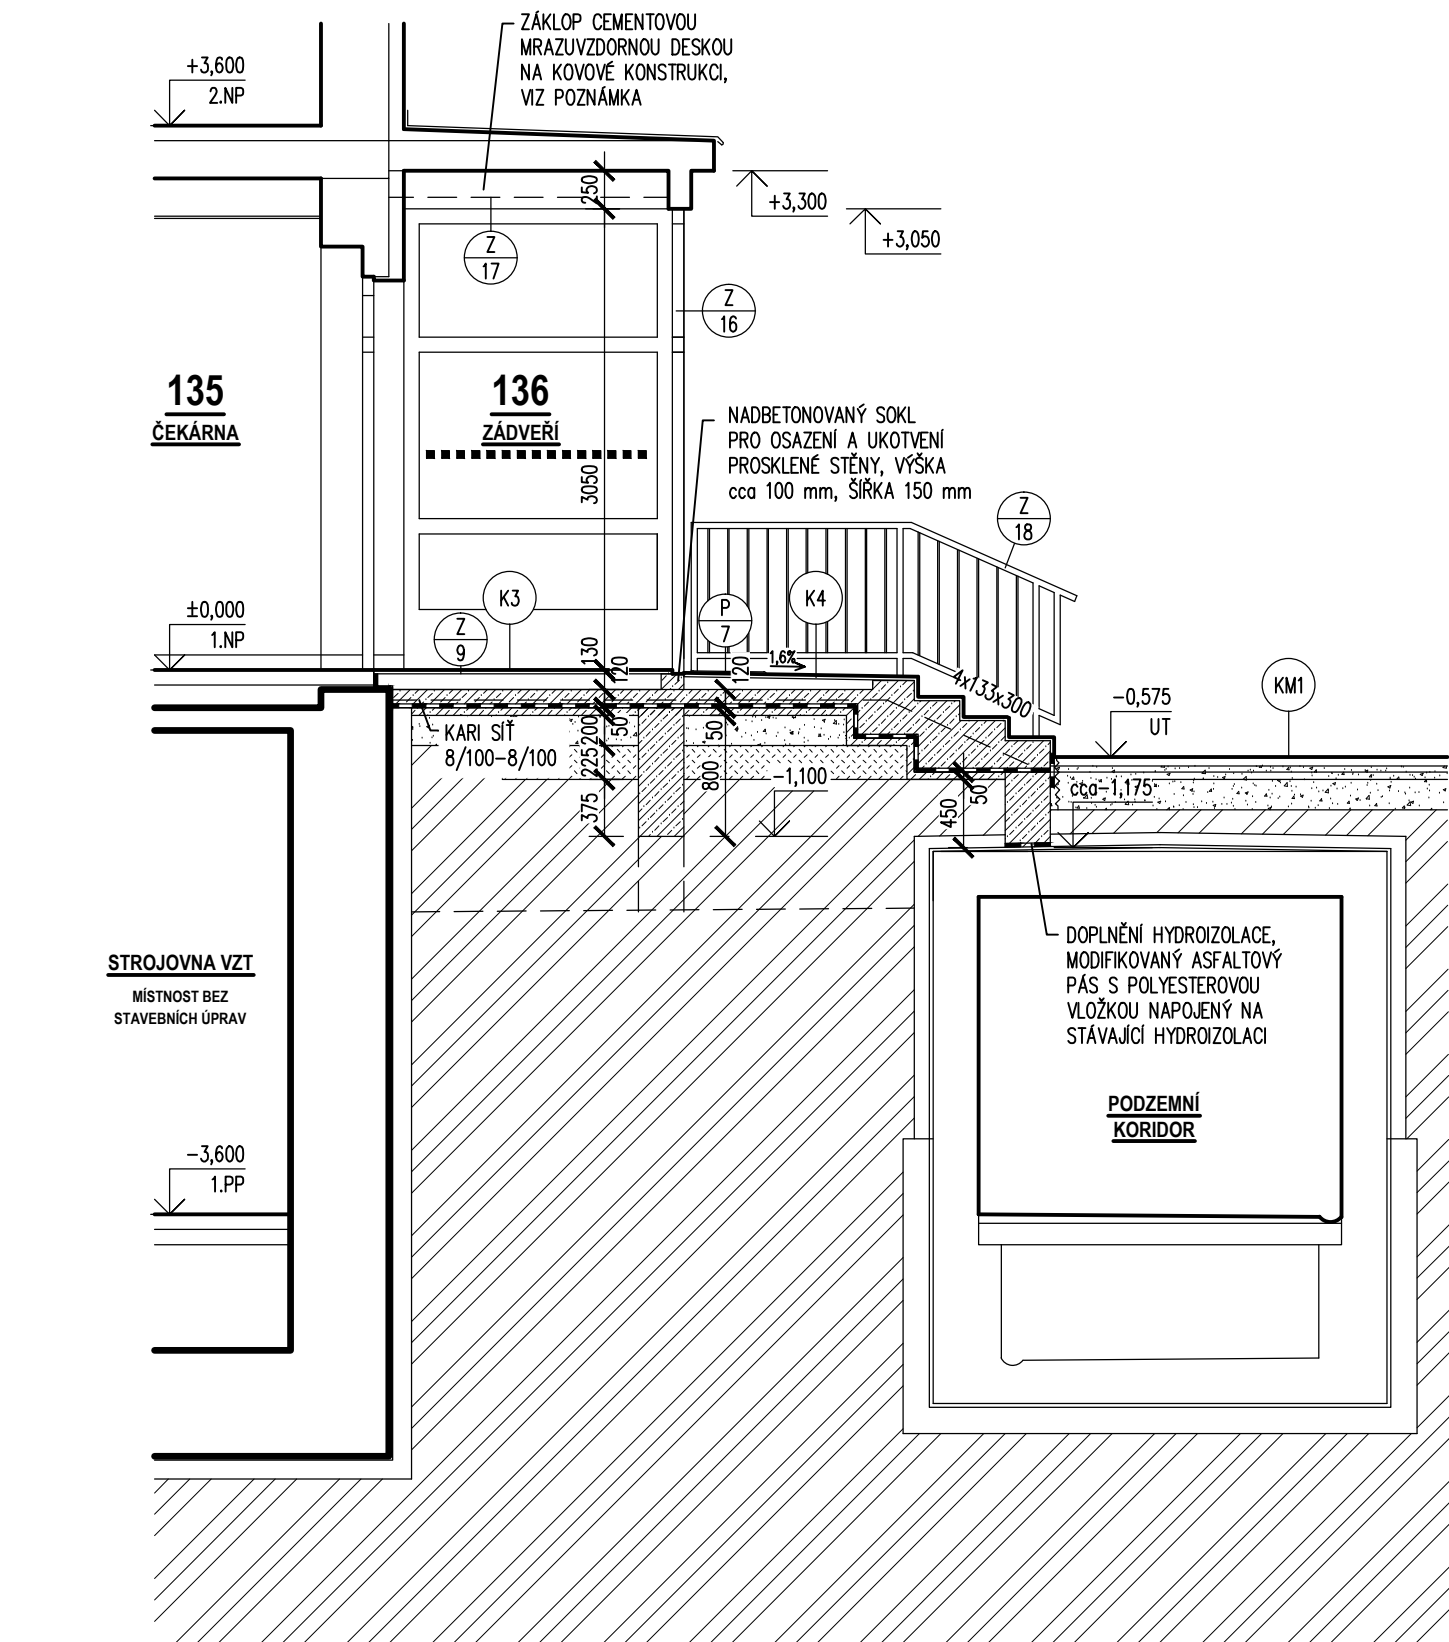 ZÁKLOP CEMENTOVOU
MRAZUVZDORNOU DESKOU
NA KOVOVÉ KONSTRUKCI,
VIZ POZNÁMKA
+3,600
2.NP
250
+3,300
+3,050
Z
17
Z
16
135
ČEKÁRNA
136
ZÁDVEŘÍ
3050
NADBETONOVANÝ SOKL
PRO OSAZENÍ A UKOTVENÍ
PROSKLENÉ STĚNY, VÝŠKA
cca 100 mm, ŠÍŘKA 150 mm
Z
18
±0,000
1.NP
Z
9
K3
P
7
K4
130
120
120
1,6%
4x133x300
KM1
-0,575
UT
KARI SÍŤ
8/100-8/100
200
50
225
375
50
800
-1,100
450
50
cca-1,175
STROJOVNA VZT
MÍSTNOST BEZ
STAVEBNÍCH ÚPRAV
DOPLNĚNÍ HYDROIZOLACE,
MODIFIKOVANÝ ASFALTOVÝ
PÁS S POLYESTEROVOU
VLOŽKOU NAPOJENÝ NA
STÁVAJÍCÍ HYDROIZOLACI
PODZEMNÍ
KORIDOR
-3,600
1.PP